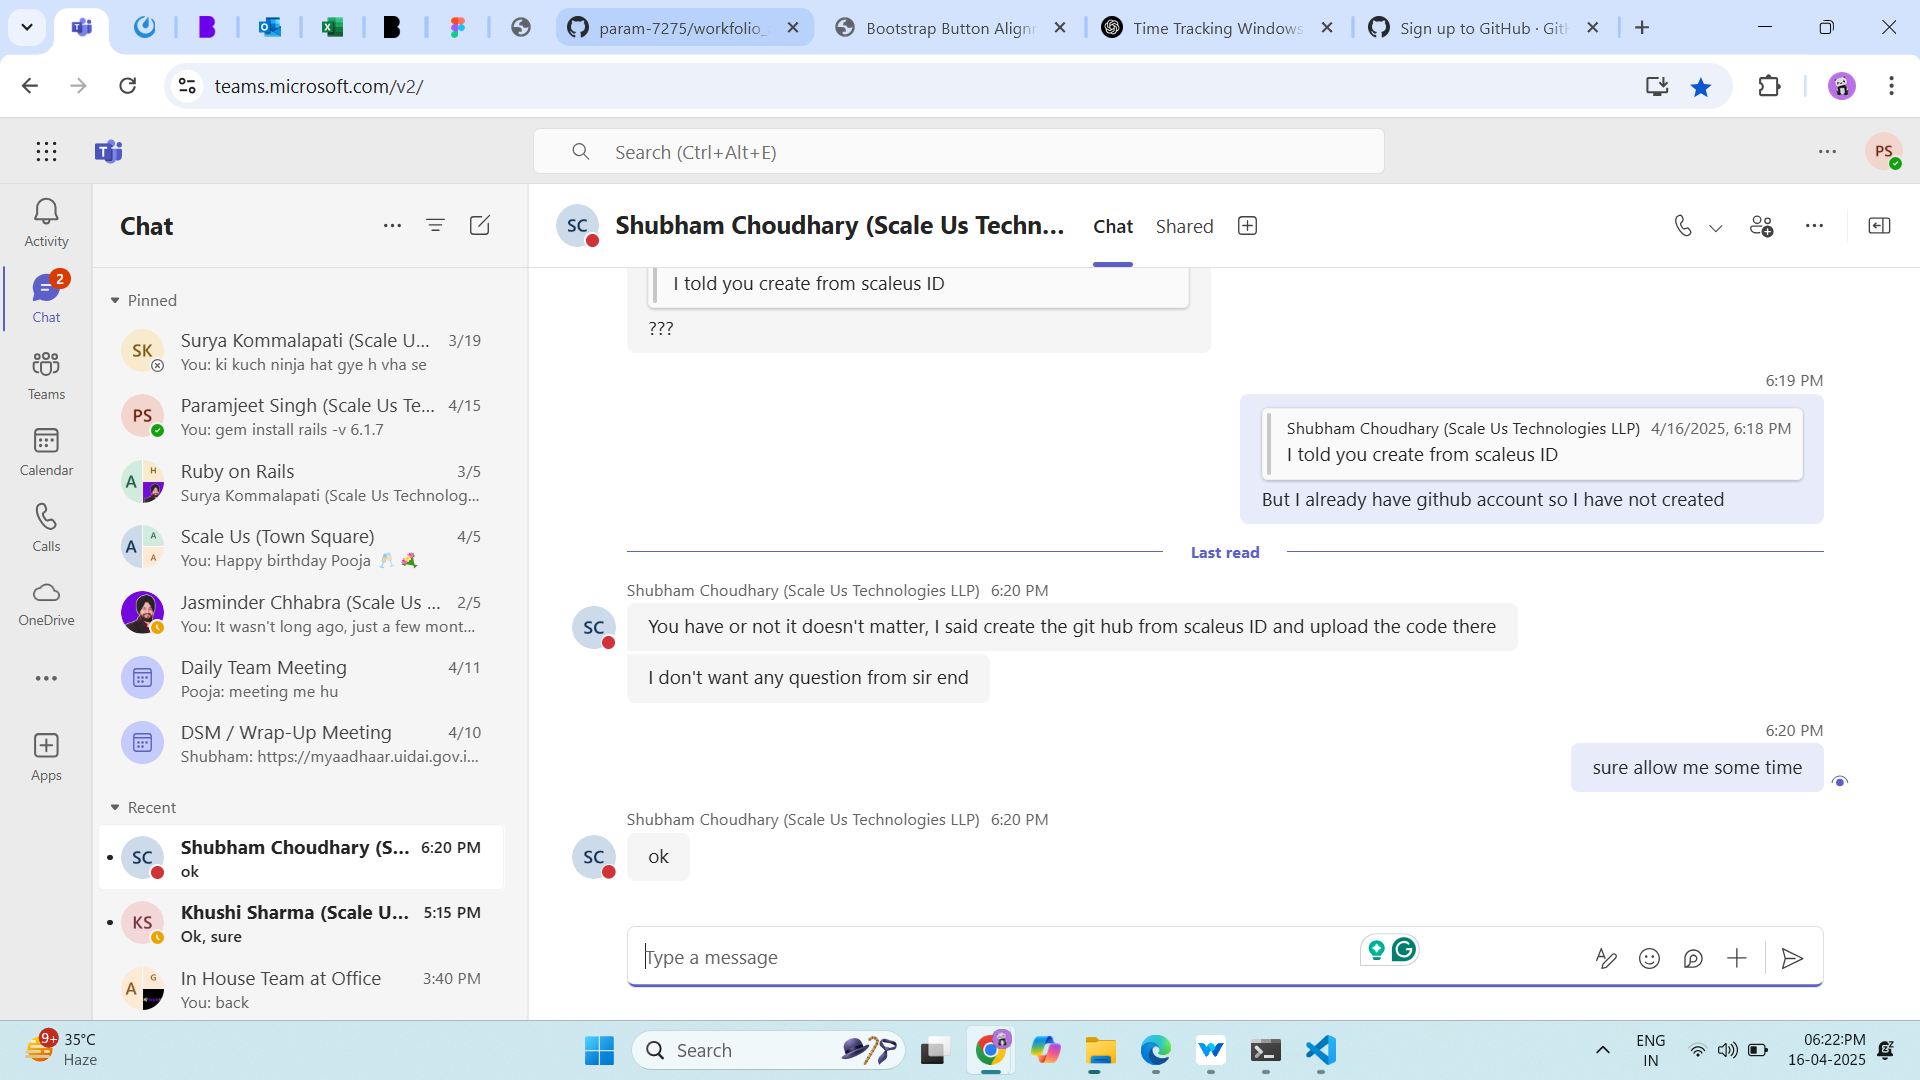 param-7275/workfolio_
Bootstrap Button Alignm
Time Tracking Windows
Sign up to GitHub · Git
teams.microsoft.com/v2/
Search (Ctrl+Alt+E)
PS
Activity
2
Chat
Teams
Calendar
Calls
OneDrive
Apps
Chat
Pinned
SK
Surya Kommalapati (Scale U... 3/19
You: ki kuch ninja hat gye h vha se
PS
Paramjeet Singh (Scale Us Te... 4/15
You: gem install rails -v 6.1.7
A H
Ruby on Rails 3/5
Surya Kommalapati (Scale Us Technolog...
A A A
Scale Us (Town Square) 4/5
You: Happy birthday Pooja 🥂 💐
Jasminder Chhabra (Scale Us ... 2/5
You: It wasn't long ago, just a few mont...
Daily Team Meeting 4/11
Pooja: meeting me hu
DSM / Wrap-Up Meeting 4/10
Shubham: https://myaadhaar.uidai.gov.i...
Recent
SC
Shubham Choudhary (S... 6:20 PM
ok
KS
Khushi Sharma (Scale U... 5:15 PM
Ok, sure
A G
In House Team at Office 3:40 PM
You: back
SC
Shubham Choudhary (Scale Us Techn...
Chat
Shared
I told you create from scaleus ID
???
6:19 PM
Shubham Choudhary (Scale Us Technologies LLP) 4/16/2025, 6:18 PM
I told you create from scaleus ID
But I already have github account so I have not created
Last read
Shubham Choudhary (Scale Us Technologies LLP) 6:20 PM
SC
You have or not it doesn't matter, I said create the git hub from scaleus ID and upload the code there
I don't want any question from sir end
6:20 PM
sure allow me some time
Shubham Choudhary (Scale Us Technologies LLP) 6:20 PM
SC
ok
Type a message
9+
35°C
Haze
Search
ENG
IN
06:22:PM
16-04-2025